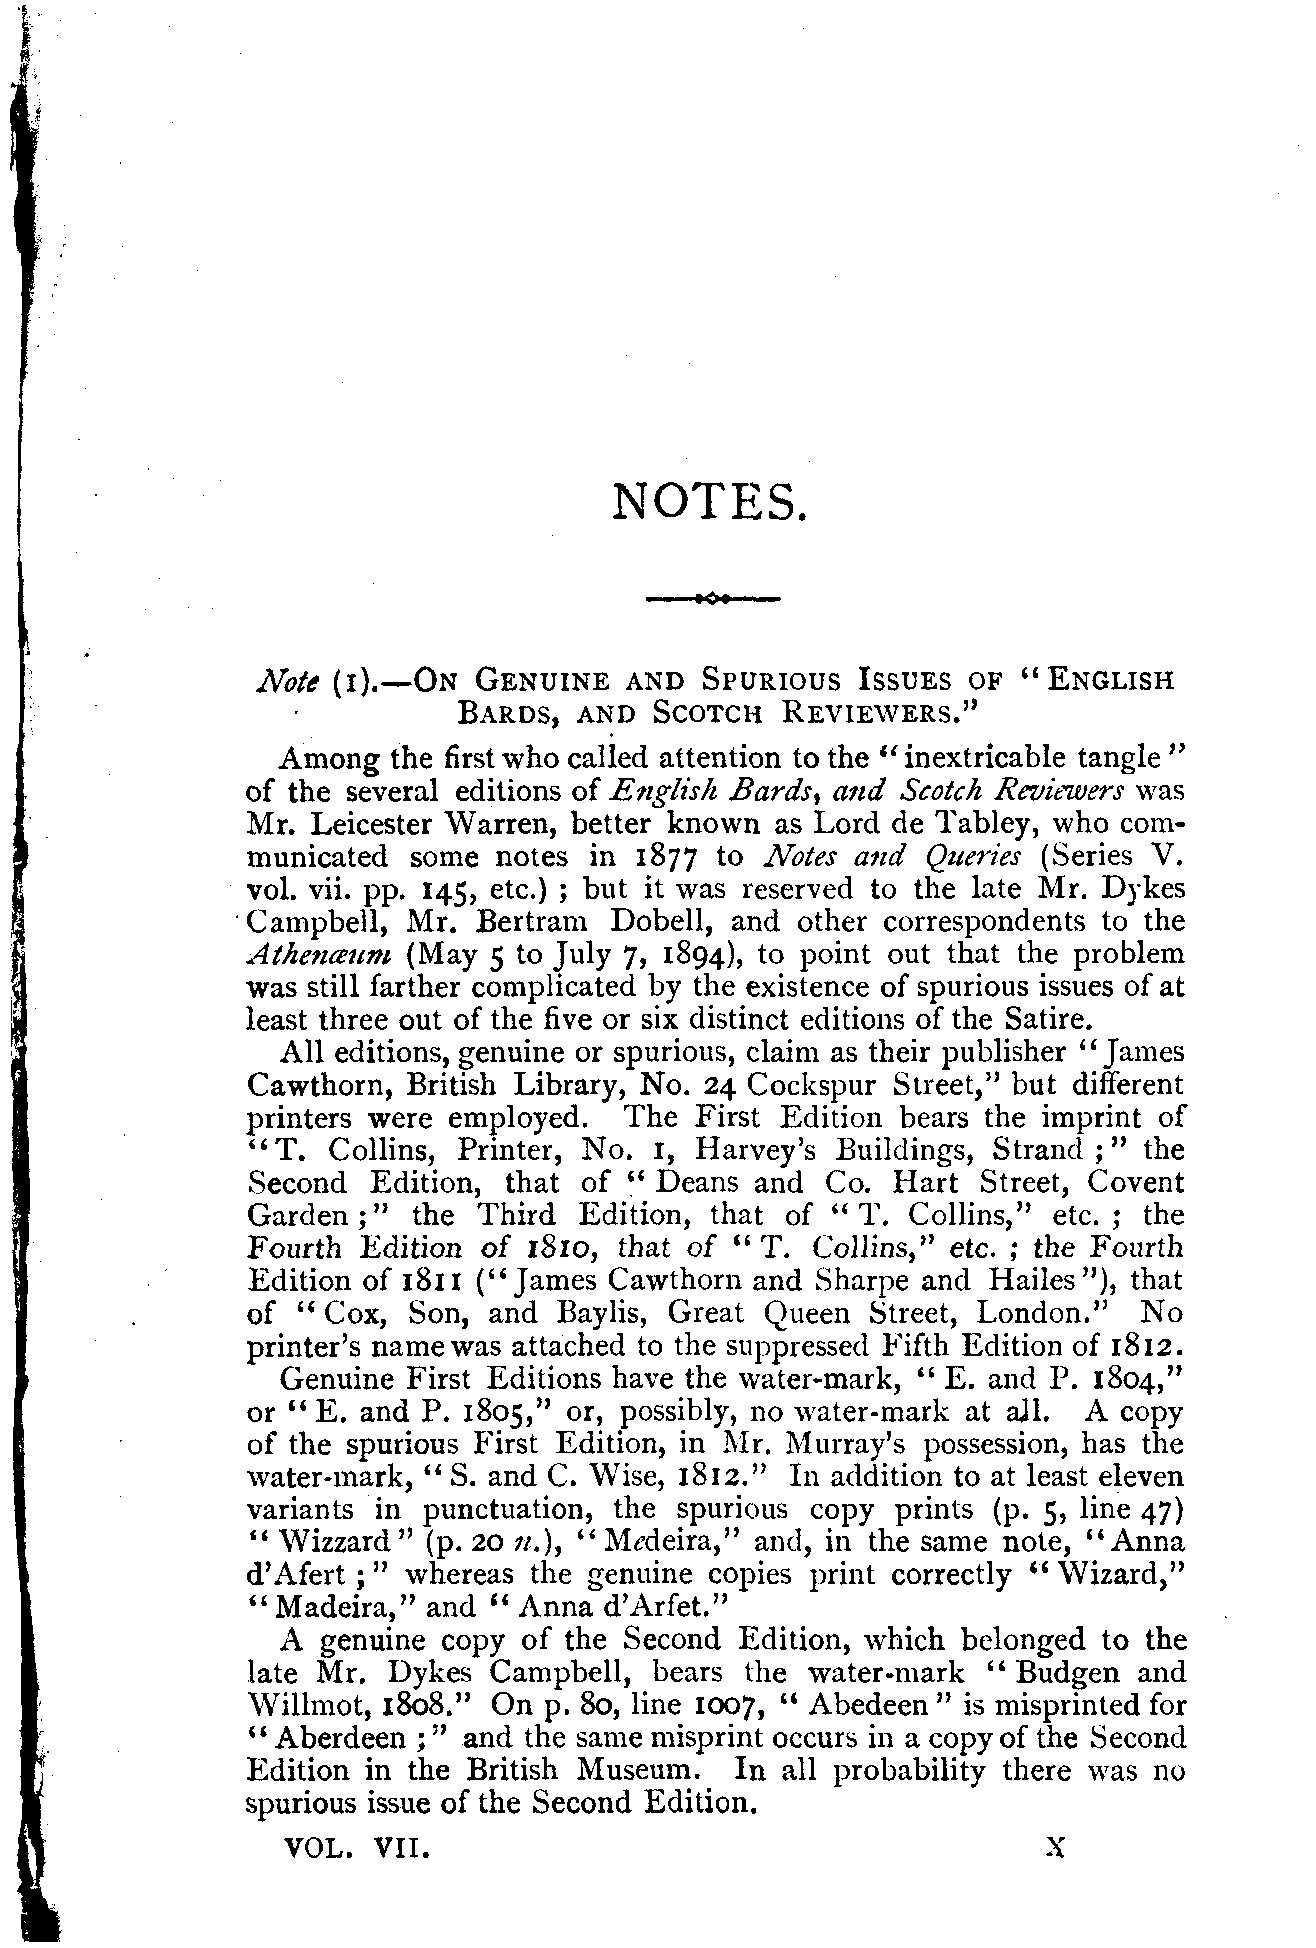 NOTES.
Note (1).—On Genuine and Spurious Issues of "English
Bards, and Scotch Reviewers."
Among the first who called attention to the "inextricable tangle"
of the several editions of English Bards, and Scotch Reviewers was
Mr. Leicester Warren, better known as Lord de Tabley, who com-
municated some notes in 1877 to Notes and Queries (Series V.
vol. vii. pp. 145, etc.) ; but it was reserved to the late Mr. Dykes
Campbell, Mr. Bertram Dobell, and other correspondents to the
Athenæum (May 5 to July 7, 1894), to point out that the problem
was still farther complicated by the existence of spurious issues of at
least three out of the five or six distinct editions of the Satire.
All editions, genuine or spurious, claim as their publisher "James
Cawthorn, British Library, No. 24 Cockspur Street," but different
printers were employed. The First Edition bears the imprint of
"T. Collins, Printer, No. 1, Harvey's Buildings, Strand ;" the
Second Edition, that of "Deans and Co. Hart Street, Covent
Garden ;" the Third Edition, that of "T. Collins," etc. ; the
Fourth Edition of 1810, that of "T. Collins," etc. ; the Fourth
Edition of 1811 ("James Cawthorn and Sharpe and Hailes"), that
of "Cox, Son, and Baylis, Great Queen Street, London." No
printer's name was attached to the suppressed Fifth Edition of 1812.
Genuine First Editions have the water-mark, "E. and P. 1804,"
or "E. and P. 1805," or, possibly, no water-mark at all. A copy
of the spurious First Edition, in Mr. Murray's possession, has the
water-mark, "S. and C. Wise, 1812." In addition to at least eleven
variants in punctuation, the spurious copy prints (p. 5, line 47)
"Wizzard" (p. 20 n.), "Medeira," and, in the same note, "Anna
d'Afert ;" whereas the genuine copies print correctly "Wizard,"
"Madeira," and "Anna d'Arfet."
A genuine copy of the Second Edition, which belonged to the
late Mr. Dykes Campbell, bears the water-mark "Budgen and
Willmot, 1808." On p. 80, line 1007, "Abedeen" is misprinted for
"Aberdeen ;" and the same misprint occurs in a copy of the Second
Edition in the British Museum. In all probability there was no
spurious issue of the Second Edition.
VOL. VII. X